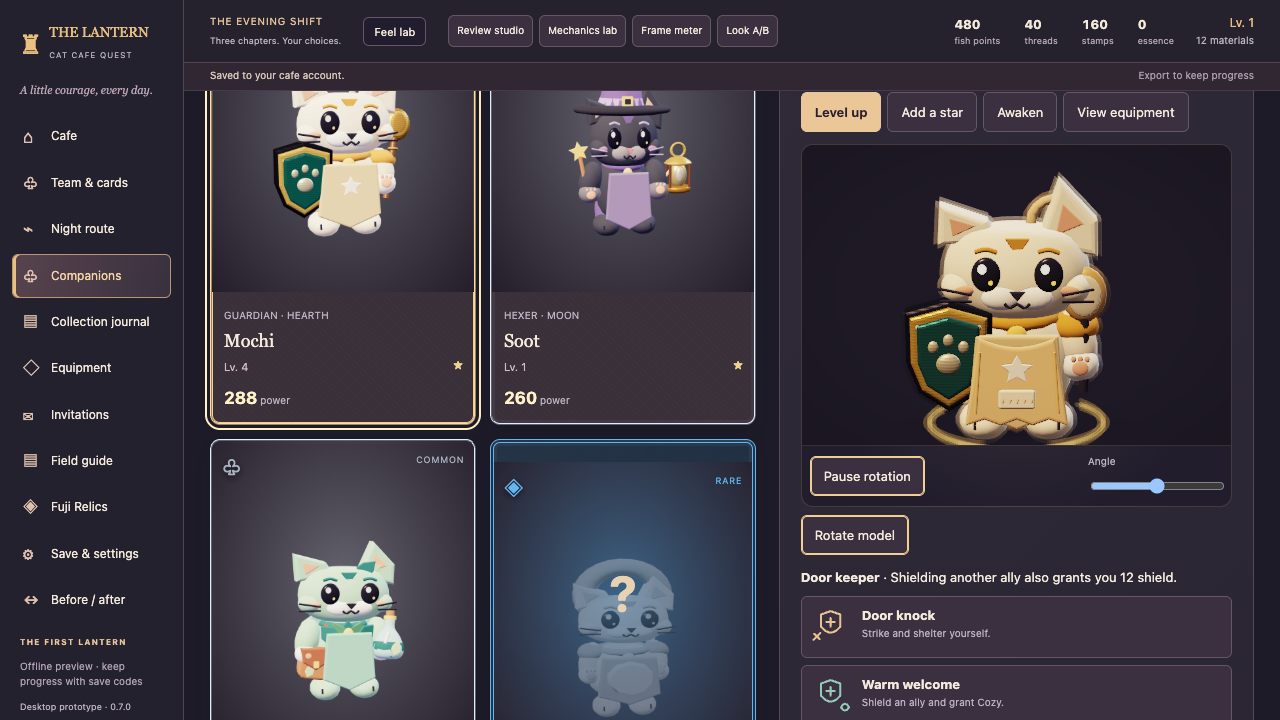 THE LANTERN
CAT CAFE QUEST
A little courage, every day.
Cafe
Team & cards
Night route
Companions
Collection journal
Equipment
Invitations
Field guide
Fuji Relics
Save & settings
Before / after
THE FIRST LANTERN
Offline preview · keep
progress with save codes
Desktop prototype · 0.7.0
THE EVENING SHIFT
Three chapters. Your choices.
Feel lab
Review studio
Mechanics lab
Frame meter
Look A/B
480
fish points
40
threads
160
stamps
0
essence
Lv. 1
12 materials
Saved to your cafe account.
Export to keep progress
GUARDIAN · HEARTH
Mochi
Lv. 4
288 power
HEXER · MOON
Soot
Lv. 1
260 power
COMMON
RARE
?
Level up
Add a star
Awaken
View equipment
Pause rotation
Angle
Rotate model
Door keeper · Shielding another ally also grants you 12 shield.
Door knock
Strike and shelter yourself.
Warm welcome
Shield an ally and grant Cozy.